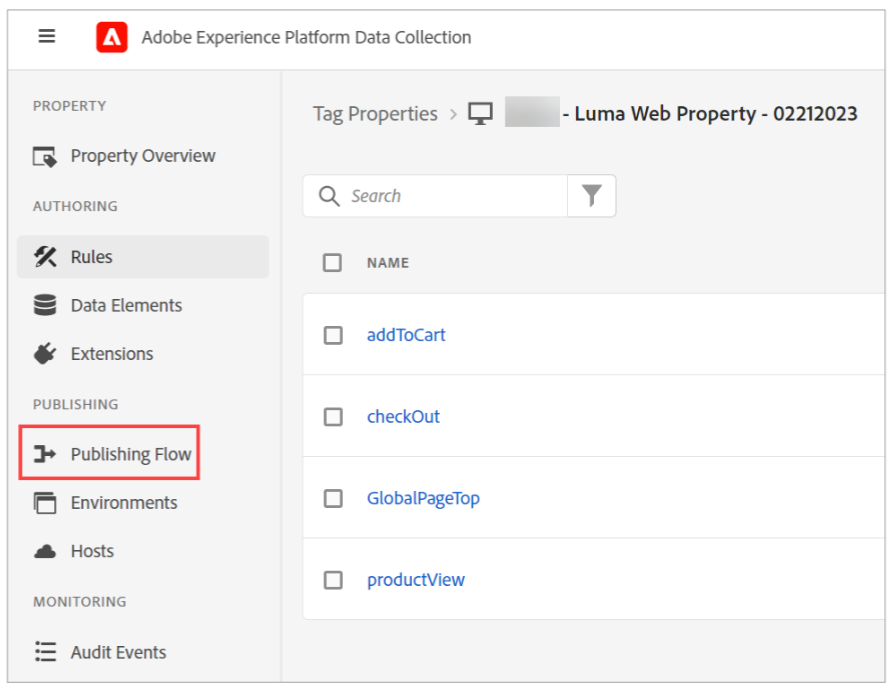 Adobe Experience Platform Data Collection
PROPERTY
Property Overview
AUTHORING
Rules
Data Elements
Extensions
PUBLISHING
Publishing Flow
Environments
Hosts
MONITORING
Audit Events
Tag Properties > - Luma Web Property - 02212023
Search
NAME
addToCart
checkOut
GlobalPageTop
productView